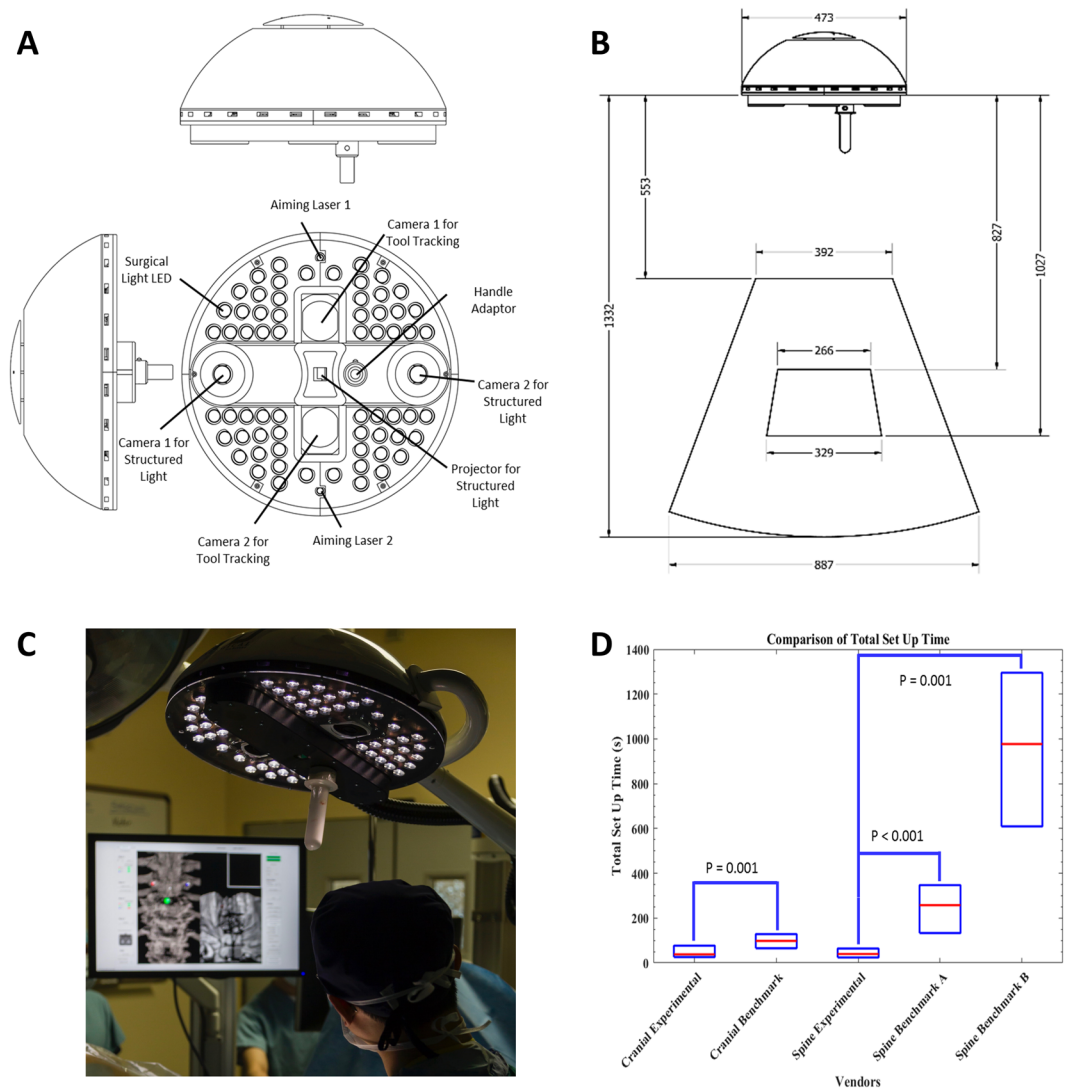 A
Aiming Laser 1
Camera 1 for
Tool Tracking
Surgical
Light LED
Handle
Adaptor
Camera 2 for
Structured
Light
Camera 1 for
Structured
Light
Projector for
Structured
Light
Camera 2 for
Tool Tracking
Aiming Laser 2
B
473
553
827
1027
392
1332
266
329
887
C
D
Comparison of Total Set Up Time
Total Set Up Time (s)
1400
1200
1000
800
600
400
200
0
P = 0.001
P < 0.001
P = 0.001
Cranial Experimental
Cranial Benchmark
Spine Experimental
Spine Benchmark A
Spine Benchmark B
Vendors